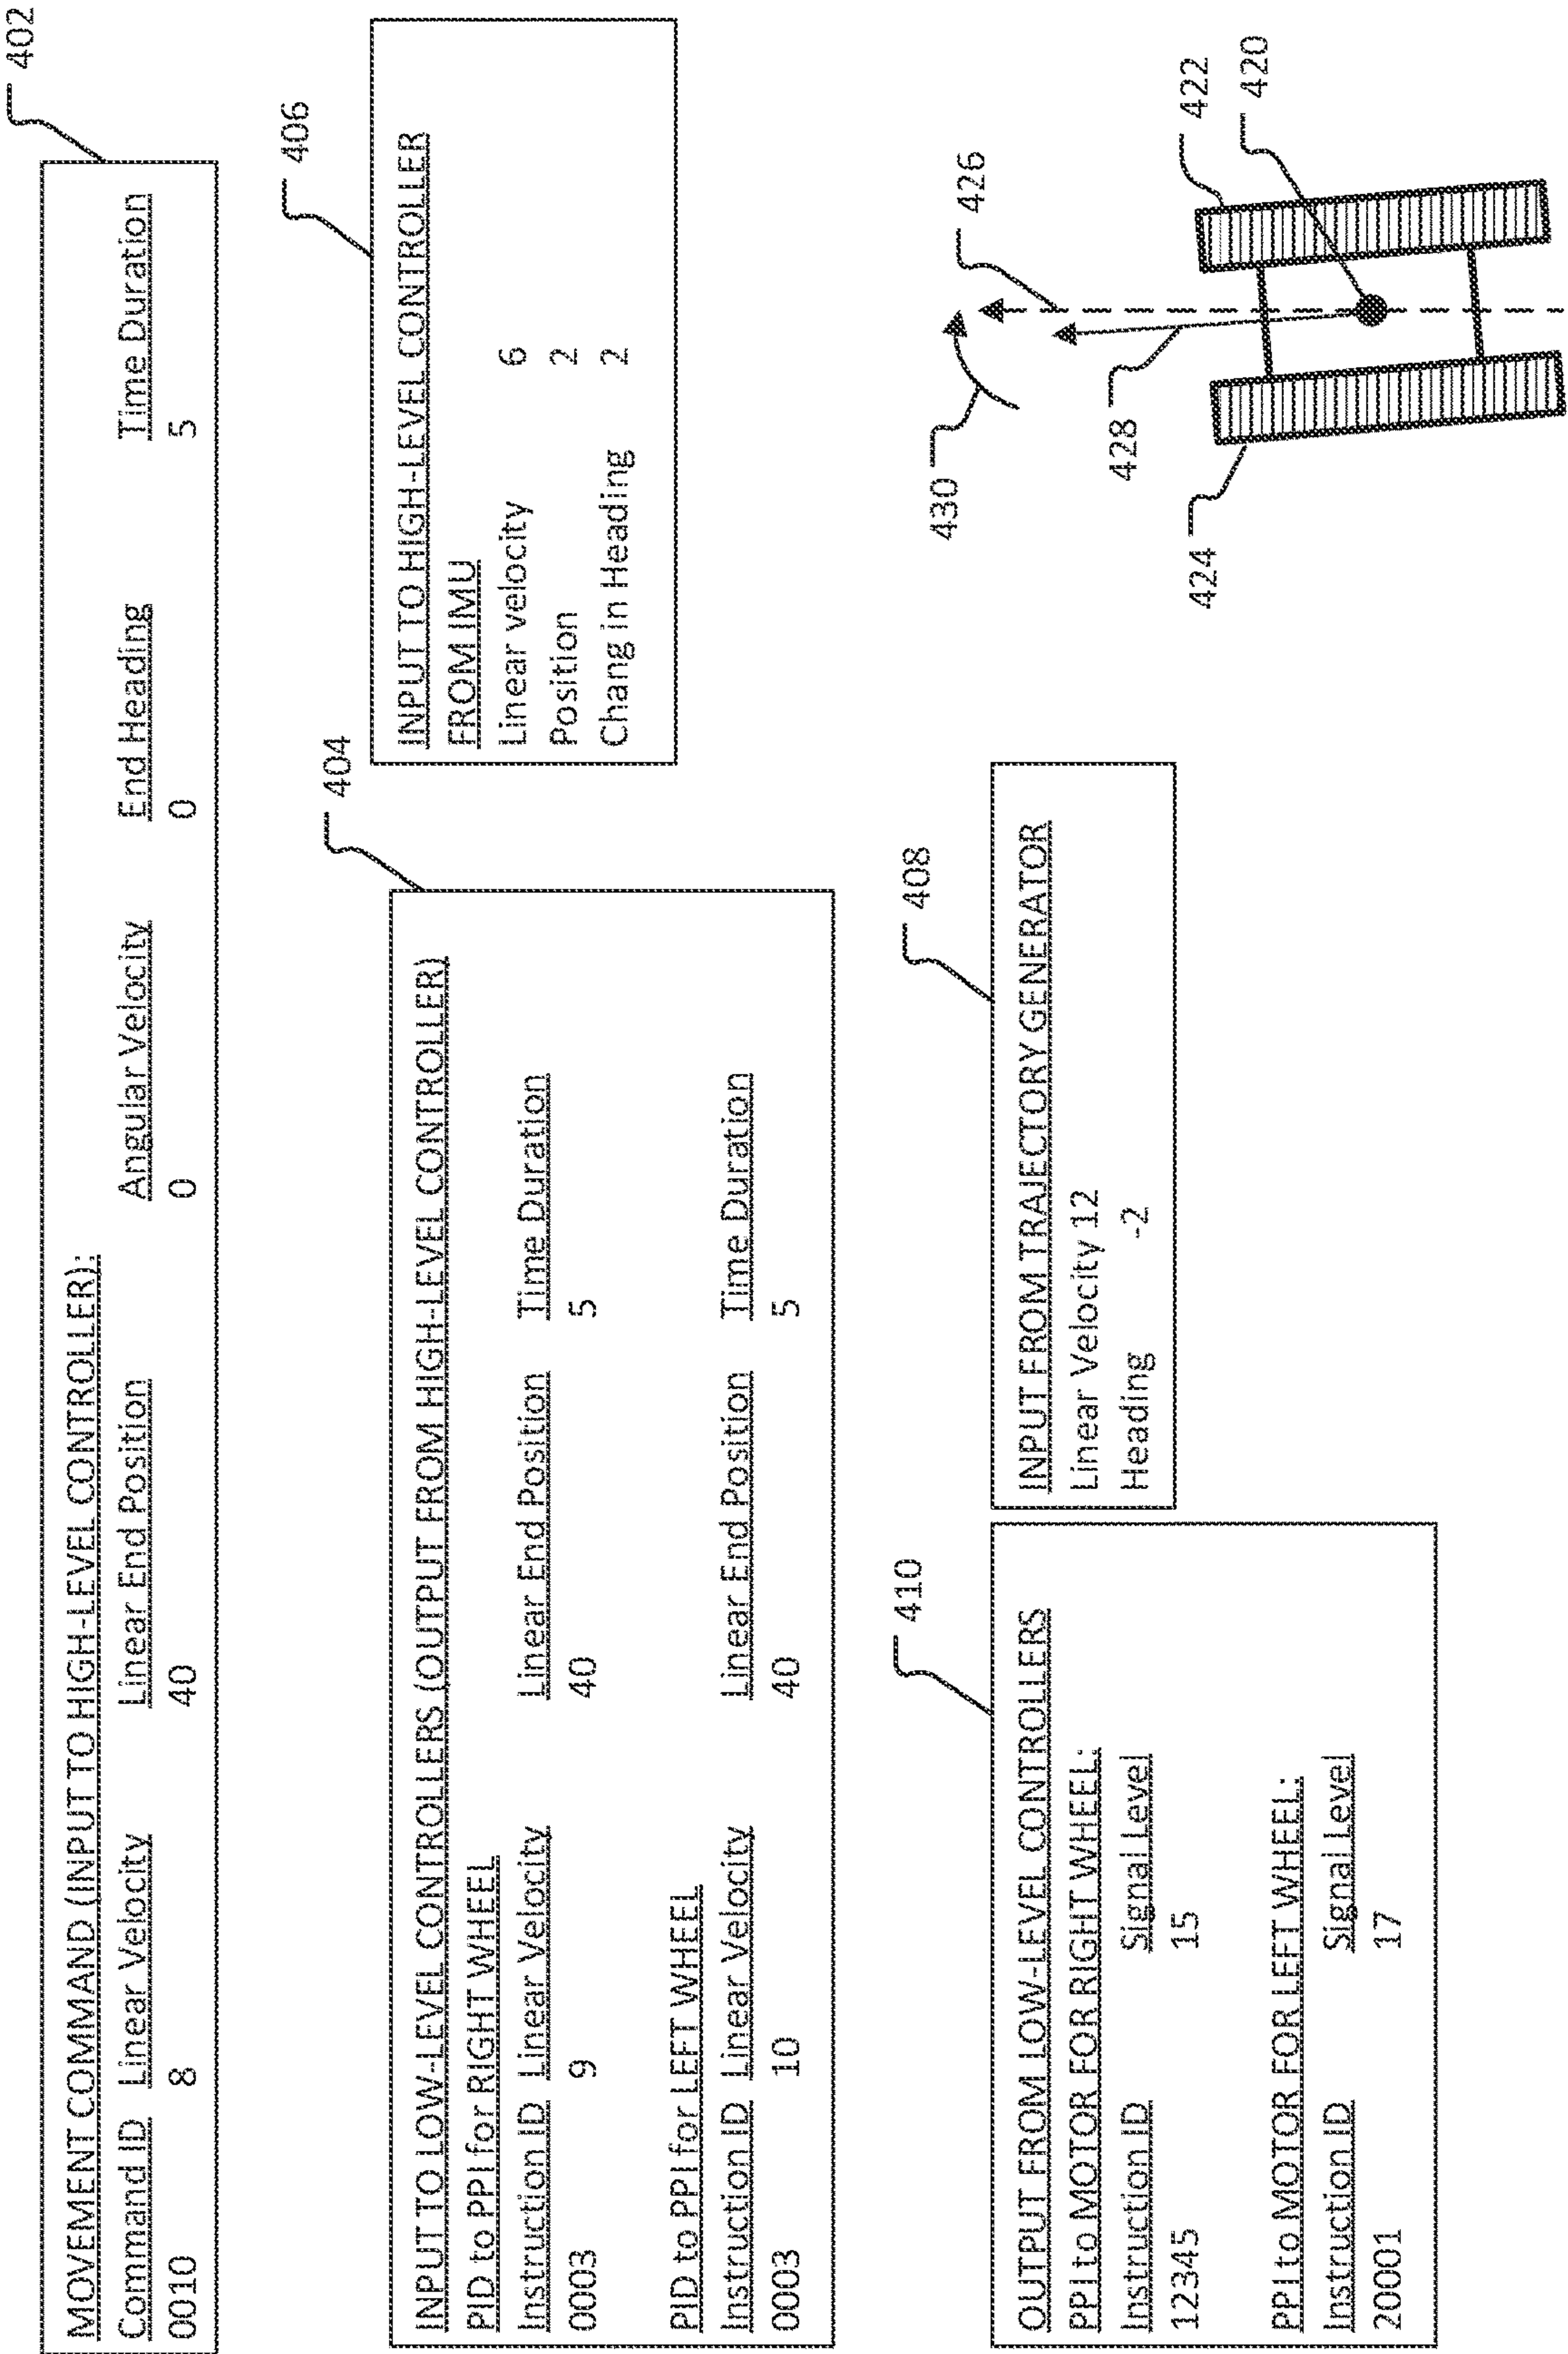 402
MOVEMENT COMMAND (INPUT TO HIGH-LEVEL CONTROLLER):
Command ID Linear Velocity Linear End Position Angular Velocity End Heading Time Duration
0010 8 40 0 0 5
404
INPUT TO LOW-LEVEL CONTROLLERS (OUTPUT FROM HIGH-LEVEL CONTROLLER)
PID to PPI for RIGHT WHEEL
Instruction ID Linear Velocity Linear End Position Time Duration
0003 9 40 5
PID to PPI for LEFT WHEEL
Instruction ID Linear Velocity Linear End Position Time Duration
0003 10 40 5
406
INPUT TO HIGH-LEVEL CONTROLLER
FROM IMU
Linear velocity 6
Position 2
Chang in Heading 2
410
OUTPUT FROM LOW-LEVEL CONTROLLERS
PPI to MOTOR FOR RIGHT WHEEL:
Instruction ID Signal Level
12345 15
PPI to MOTOR FOR LEFT WHEEL:
Instruction ID Signal Level
20001 17
408
INPUT FROM TRAJECTORY GENERATOR
Linear Velocity 12
Heading -2
430
426
428
422
424
420